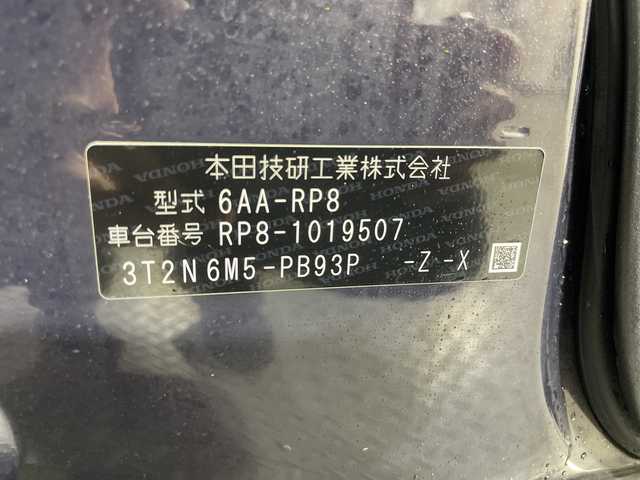 本田技研工業株式会社
型式 6AA-RP8
車台番号 RP8-1019507
3T2N6M5-PB93P -Z-X